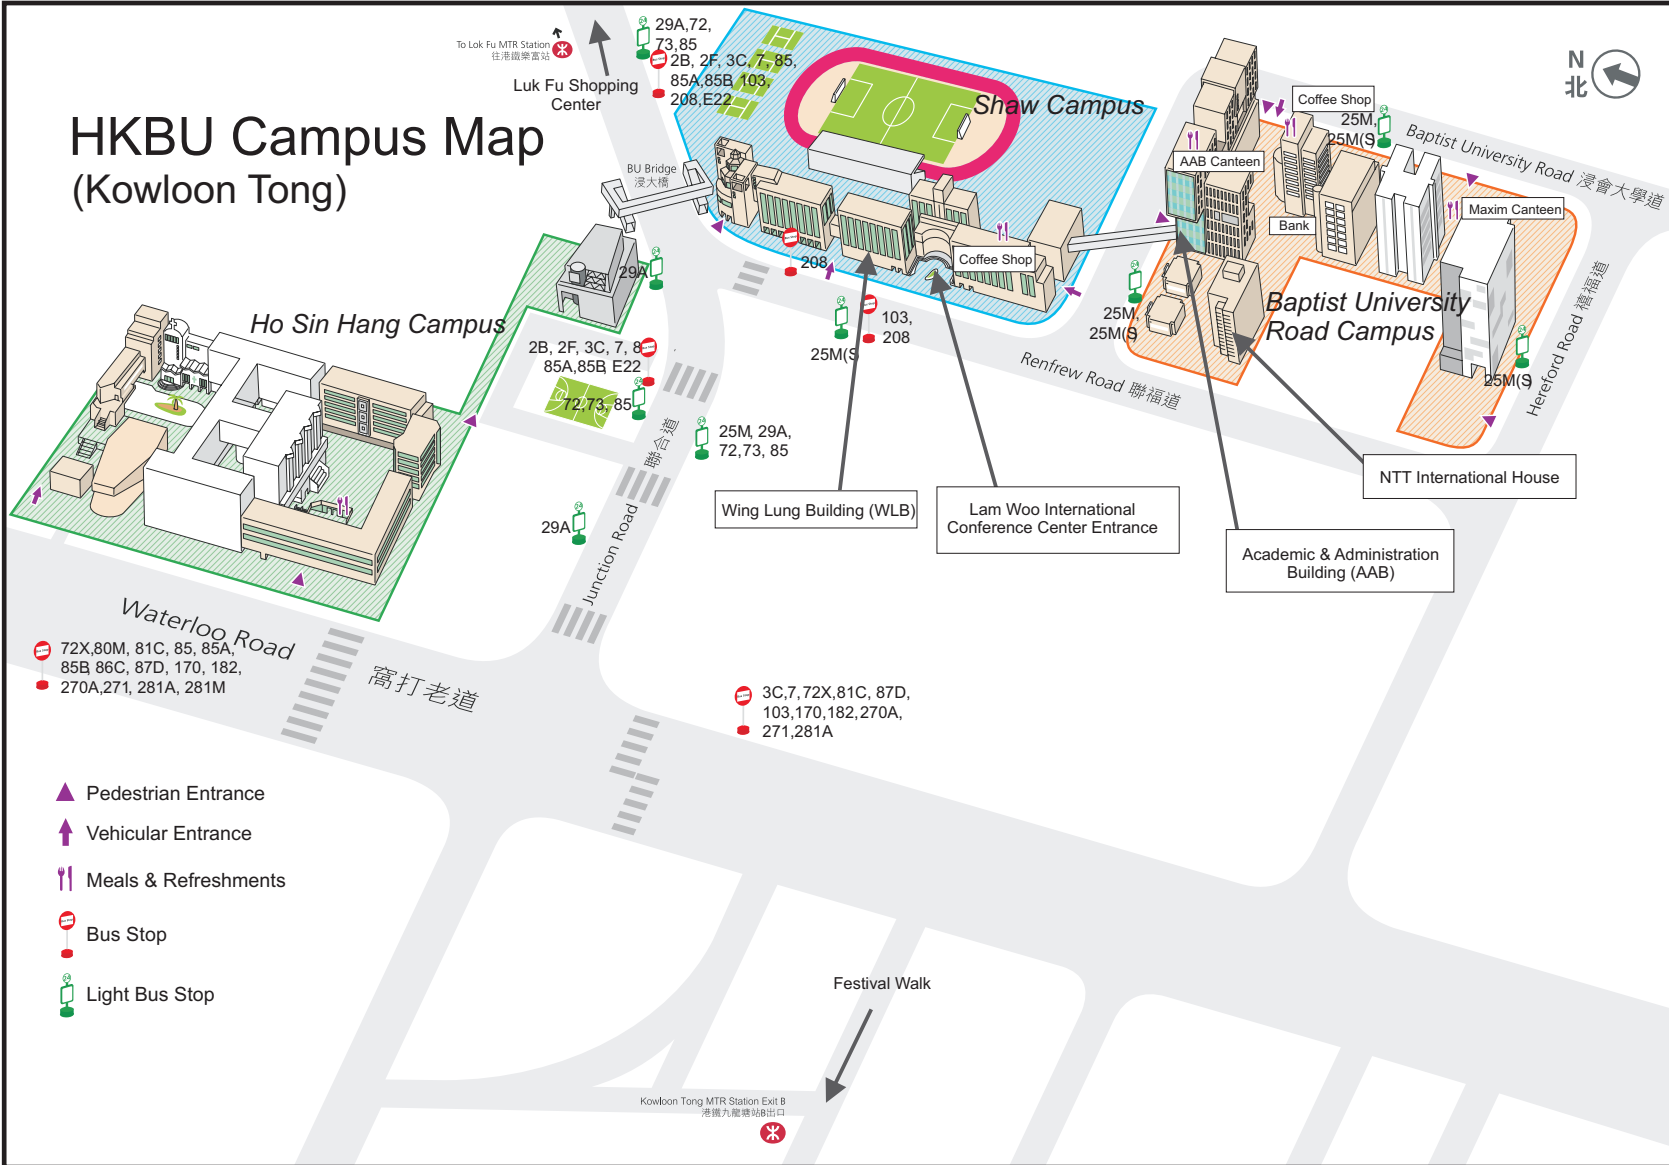 HKBU Campus Map
(Kowloon Tong)
To Lok Fu MTR Station
往港鐵樂富站
Luk Fu Shopping
Center
29A,72,
73,85
2B, 2F, 3C, 7, 85,
85A,85B, 103,
208,E22
BU Bridge
浸大橋
Shaw Campus
N
北
Coffee Shop
25M,
25M(S)
AAB Canteen
Baptist University Road 浸會大學道
Maxim Canteen
Bank
Coffee Shop
208
29A
103,
208
25M(S)
25M,
25M(S)
Baptist University
Road Campus
Renfrew Road 聯福道
Hereford Road 禧福道
25M(S)
Ho Sin Hang Campus
2B, 2F, 3C, 7, 8
85A,85B, E22
72,73, 85
25M, 29A,
72,73, 85
29A
Junction Road 聯合道
Wing Lung Building (WLB)
Lam Woo International
Conference Center Entrance
NTT International House
Academic & Administration
Building (AAB)
Waterloo Road 窩打老道
72X,80M, 81C, 85, 85A,
85B, 86C, 87D, 170, 182,
270A,271, 281A, 281M
3C,7, 72X,81C, 87D,
103,170,182,270A,
271,281A
Pedestrian Entrance
Vehicular Entrance
Meals & Refreshments
Bus Stop
Light Bus Stop
Festival Walk
Kowloon Tong MTR Station Exit B
港鐵九龍塘站B出口